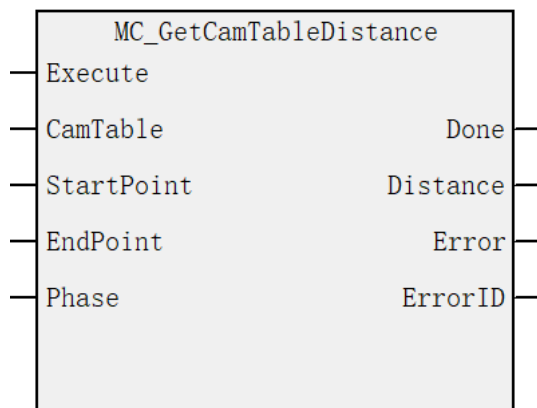 MC_GetCamTableDistance
Execute
CamTable Done
StartPoint Distance
EndPoint Error
Phase ErrorID